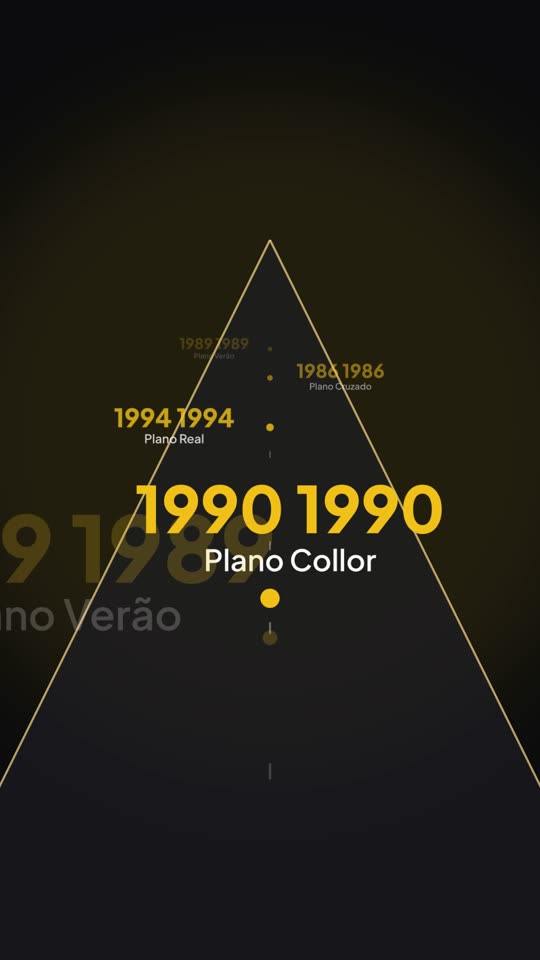 1989 1989
Plano Verão
1986 1986
Plano Cruzado
1994 1994
Plano Real
1990 1990
Plano Collor
9 1989
ano Verão